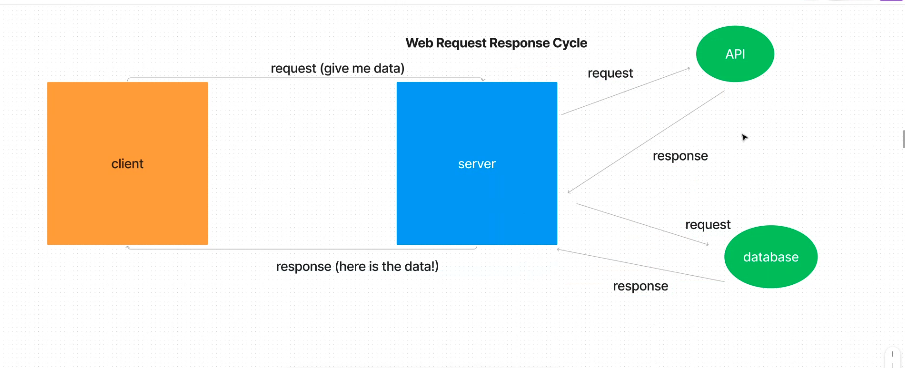 Web Request Response Cycle
request (give me data)
API
request
client
server
response
request
database
response (here is the data!)
response